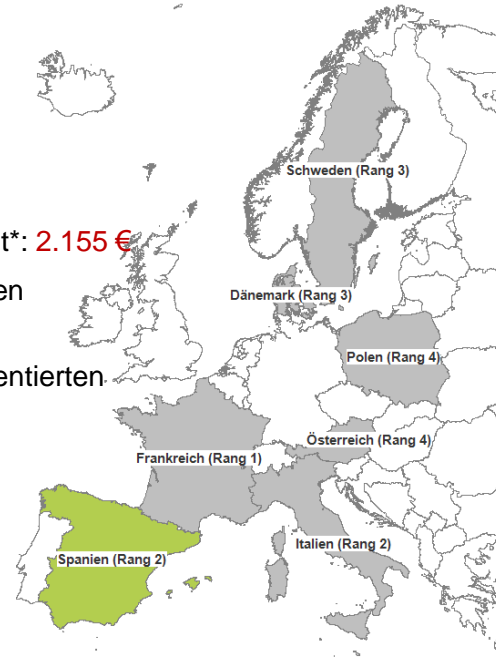 Schweden (Rang 3)
t*: 2.155 €
Dänemark (Rang 3)
en
Polen (Rang 4)
entierten
Österreich (Rang 4)
Frankreich (Rang 1)
Italien (Rang 2)
Spanien (Rang 2)